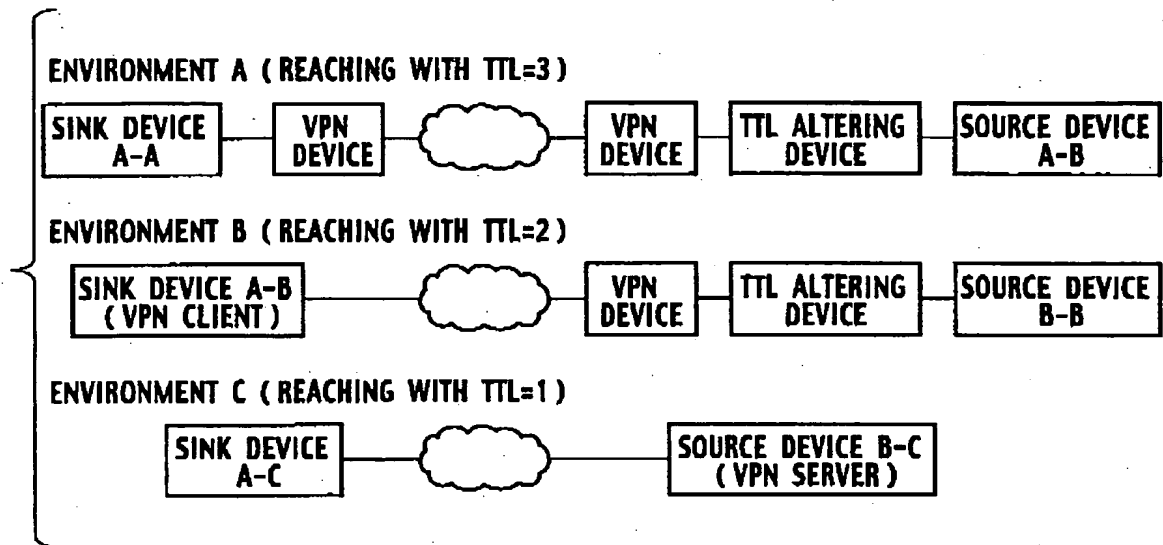 ENVIRONMENT A ( REACHING WITH TTL=3 )
SINK DEVICE
A-A
VPN
DEVICE
VPN
DEVICE
TTL ALTERING
DEVICE
SOURCE DEVICE
A-B
ENVIRONMENT B ( REACHING WITH TTL=2 )
SINK DEVICE A-B
( VPN CLIENT )
VPN
DEVICE
TTL ALTERING
DEVICE
SOURCE DEVICE
B-B
ENVIRONMENT C ( REACHING WITH TTL=1 )
SINK DEVICE
A-C
SOURCE DEVICE B-C
( VPN SERVER )